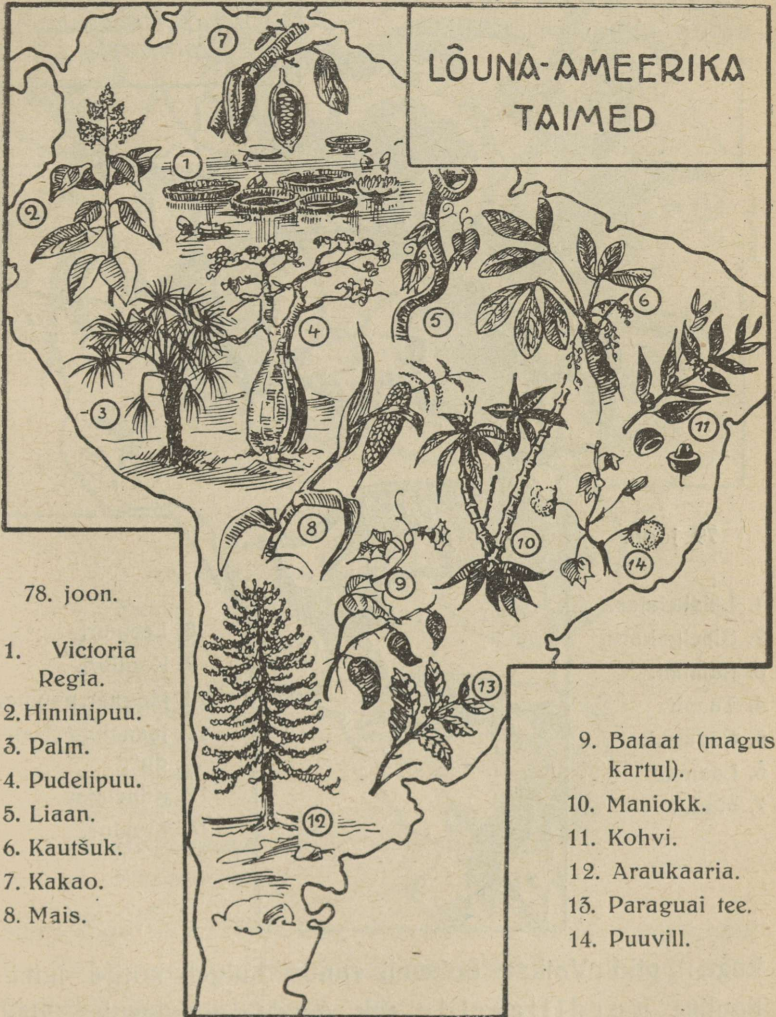 LÕUNA-AMEERIKA
TAIMED
7
1
2
4
5
6
3
11
8
10
14
9
13
12
78. joon.
1. Victoria
Regia.
2. Hiniinipuu.
3. Palm.
4. Pudelipuu.
5. Liaan.
6. Kautšuk.
7. Kakao.
8. Mais.
9. Bataat (magus
kartul).
10. Maniokk.
11. Kohvi.
12. Araukaaria.
13. Paraguai tee.
14. Puuvill.